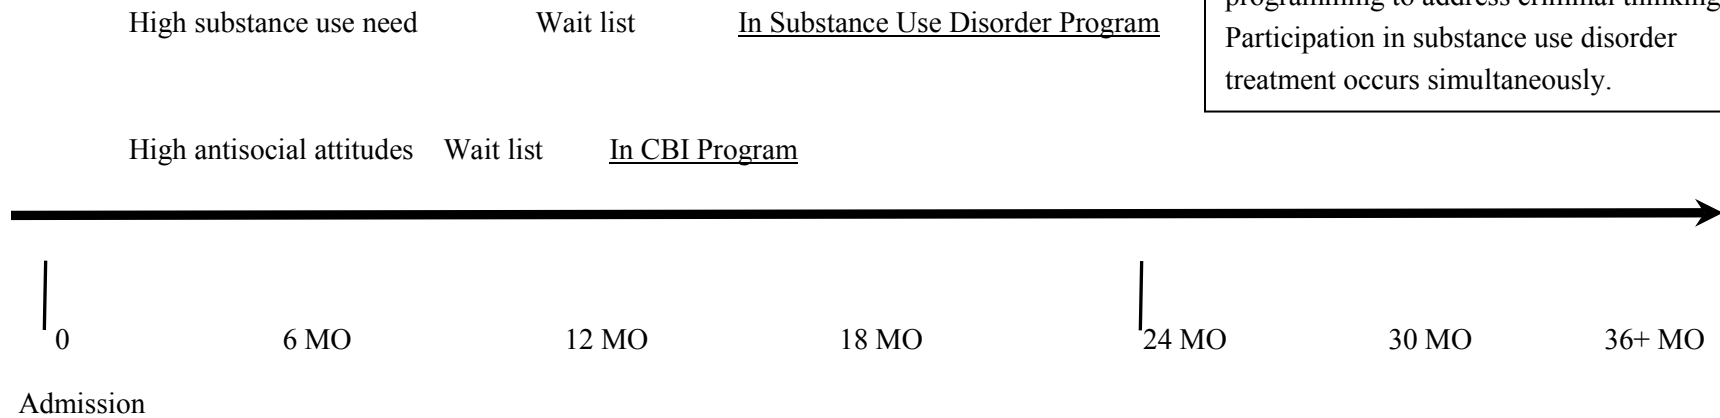 programming to address criminal thinking
High substance use need Wait list In Substance Use Disorder Program
Participation in substance use disorder
treatment occurs simultaneously.
High antisocial attitudes Wait list In CBI Program
0 6 MO 12 MO 18 MO 24 MO 30 MO 36+ MO
Admission